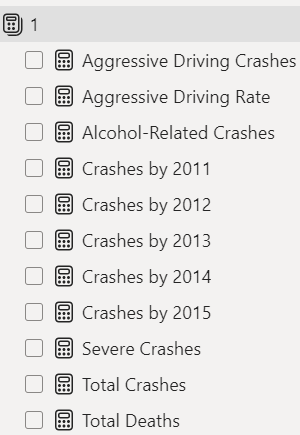 1
Aggressive Driving Crashes
Aggressive Driving Rate
Alcohol-Related Crashes
Crashes by 2011
Crashes by 2012
Crashes by 2013
Crashes by 2014
Crashes by 2015
Severe Crashes
Total Crashes
Total Deaths